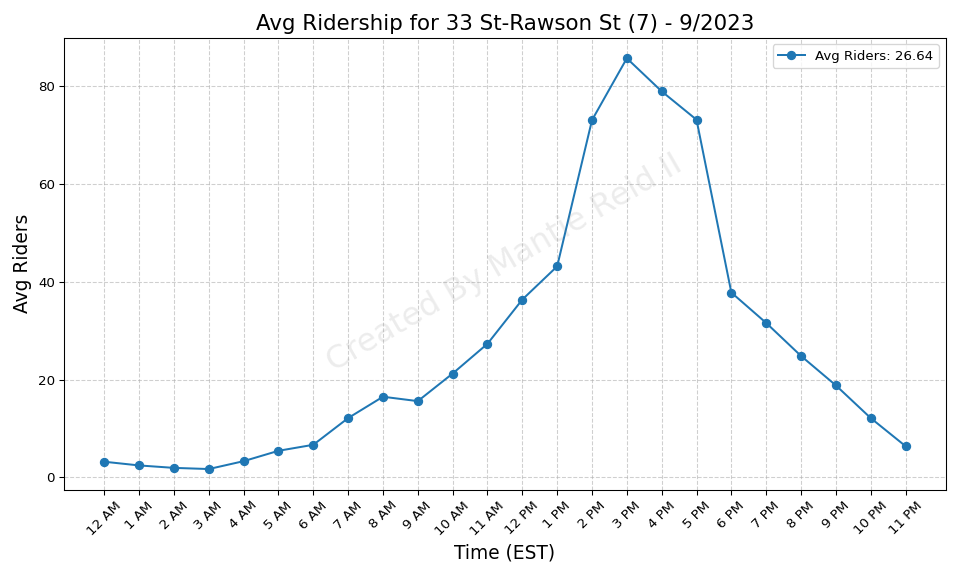 Avg Ridership for 33 St-Rawson St (7) - 9/2023
Avg Riders: 26.64
80
60
40
20
0
Avg Riders
Created By Mantie Reid II
12 AM
1 AM
2 AM
3 AM
4 AM
5 AM
6 AM
7 AM
8 AM
9 AM
10 AM
11 AM
12 PM
1 PM
2 PM
3 PM
4 PM
5 PM
6 PM
7 PM
8 PM
9 PM
10 PM
11 PM
Time (EST)